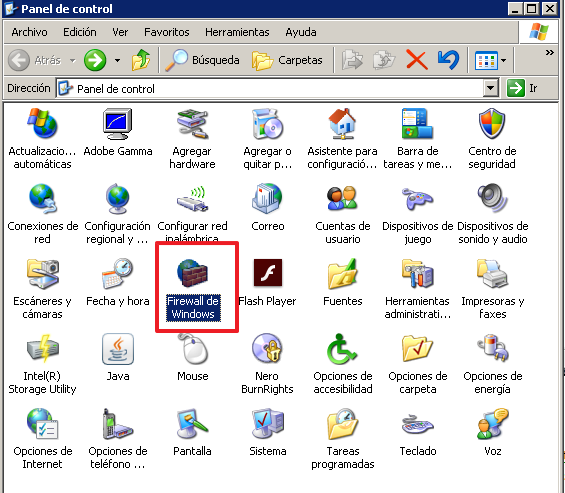 Panel de control
Archivo Edición Ver Favoritos Herramientas Ayuda
Atrás Búsqueda Carpetas
Dirección Panel de control Ir
Actualizacio... automáticas
Adobe Gamma
Agregar hardware
Agregar o quitar p...
Asistente para configuració...
Barra de tareas y me...
Centro de seguridad
Conexiones de red
Configuración regional y ...
Configurar red inalámbrica
Correo
Cuentas de usuario
Dispositivos de juego
Dispositivos de sonido y audio
Escáneres y cámaras
Fecha y hora
Firewall de Windows
Flash Player
Fuentes
Herramientas administrati...
Impresoras y faxes
Intel(R) Storage Utility
Java
Mouse
Nero BurnRights
Opciones de accesibilidad
Opciones de carpeta
Opciones de energía
Opciones de Internet
Opciones de teléfono ...
Pantalla
Sistema
Tareas programadas
Teclado
Voz